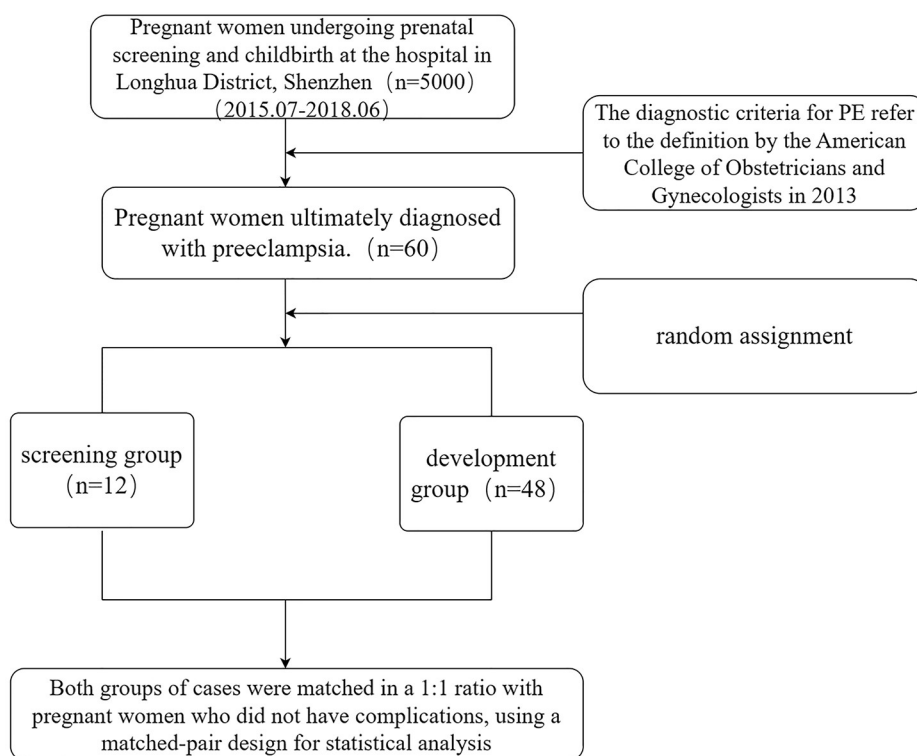 Pregnant women undergoing prenatal
screening and childbirth at the hospital in
Longhua District, Shenzhen（n=5000）
(2015.07-2018.06)
The diagnostic criteria for PE refer
to the definition by the American
College of Obstetricians and
Gynecologists in 2013
Pregnant women ultimately diagnosed
with preeclampsia.（n=60）
random assignment
screening group
（n=12）
development
group（n=48）
Both groups of cases were matched in a 1:1 ratio with
pregnant women who did not have complications, using a
matched-pair design for statistical analysis